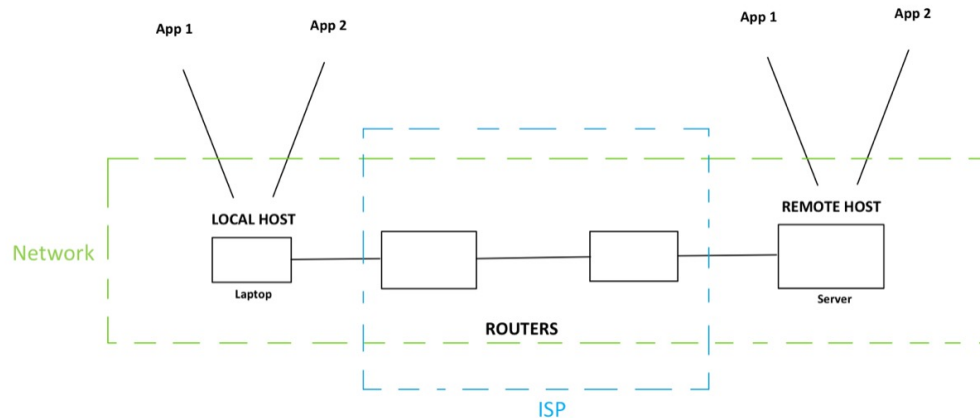 App 1
App 2
App 1
App 2
LOCAL HOST
REMOTE HOST
Network
Laptop
Server
ROUTERS
ISP